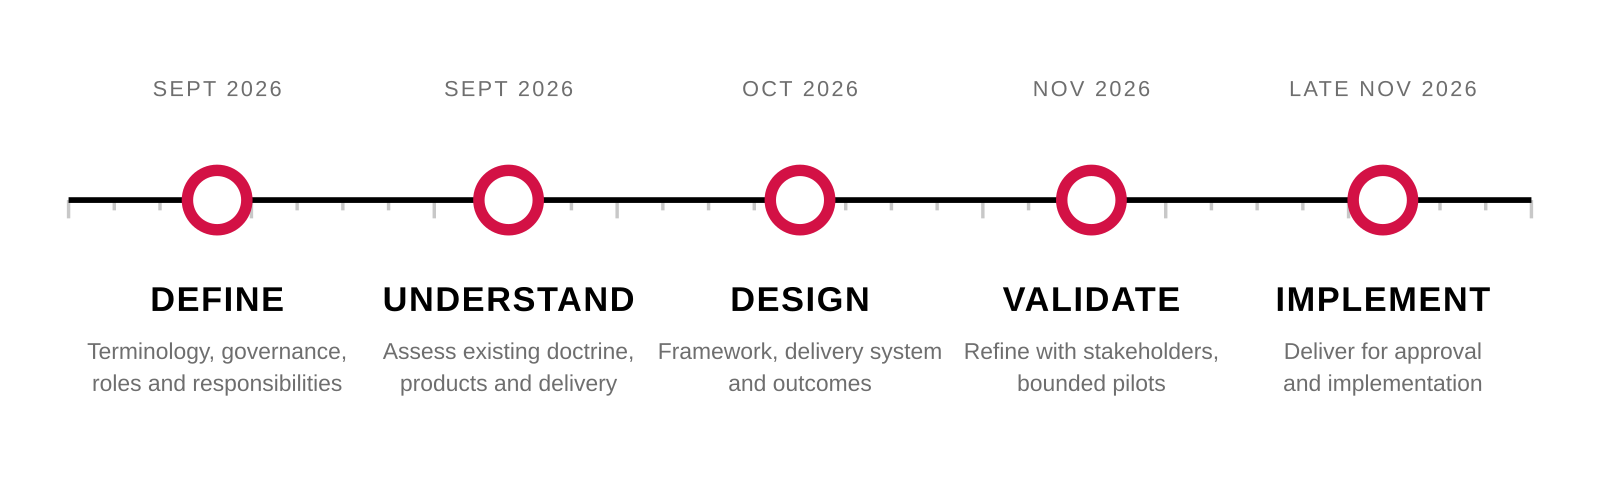 SEPT 2026
SEPT 2026
OCT 2026
NOV 2026
LATE NOV 2026
DEFINE
UNDERSTAND
DESIGN
VALIDATE
IMPLEMENT
Terminology, governance,
roles and responsibilities
Assess existing doctrine,
products and delivery
Framework, delivery system
and outcomes
Refine with stakeholders,
bounded pilots
Deliver for approval
and implementation